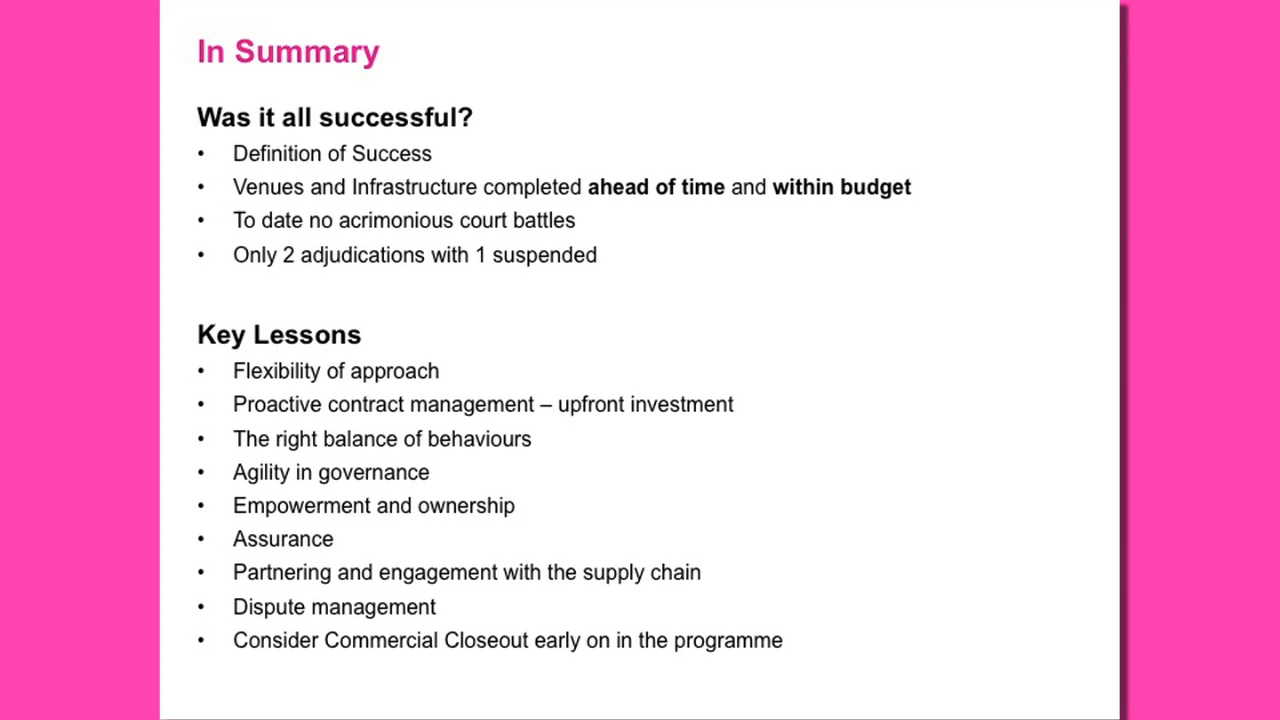 In Summary
Was it all successful?
• Definition of Success
• Venues and Infrastructure completed ahead of time and within budget
• To date no acrimonious court battles
• Only 2 adjudications with 1 suspended
Key Lessons
• Flexibility of approach
• Proactive contract management – upfront investment
• The right balance of behaviours
• Agility in governance
• Empowerment and ownership
• Assurance
• Partnering and engagement with the supply chain
• Dispute management
• Consider Commercial Closeout early on in the programme